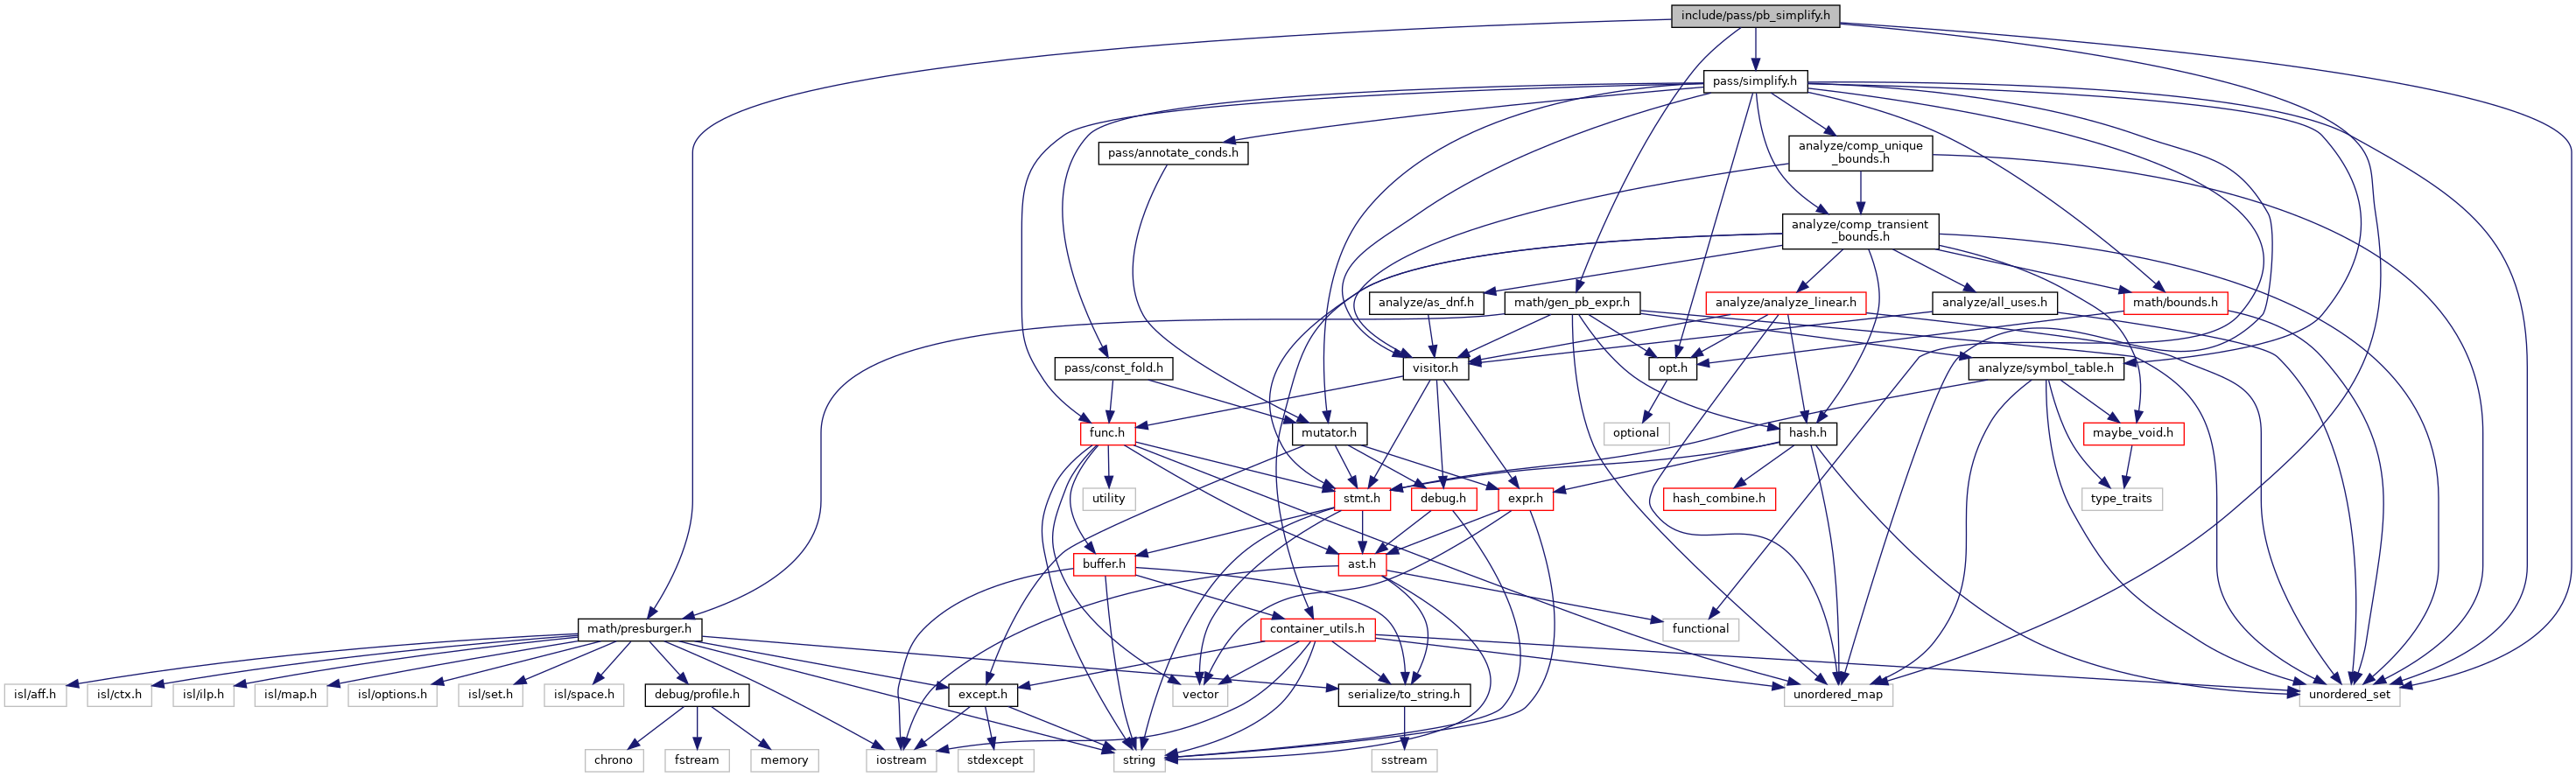 include/pass/pb_simplify.h
pass/simplify.h
pass/annotate_conds.h
analyze/comp_unique
_bounds.h
analyze/comp_transient
_bounds.h
analyze/as_dnf.h
math/gen_pb_expr.h
analyze/analyze_linear.h
analyze/all_uses.h
math/bounds.h
pass/const_fold.h
visitor.h
opt.h
analyze/symbol_table.h
func.h
mutator.h
optional
hash.h
maybe_void.h
utility
stmt.h
debug.h
expr.h
hash_combine.h
type_traits
buffer.h
ast.h
math/presburger.h
container_utils.h
functional
isl/aff.h
isl/ctx.h
isl/ilp.h
isl/map.h
isl/options.h
isl/set.h
isl/space.h
debug/profile.h
except.h
vector
serialize/to_string.h
unordered_map
unordered_set
chrono
fstream
memory
iostream
stdexcept
string
sstream